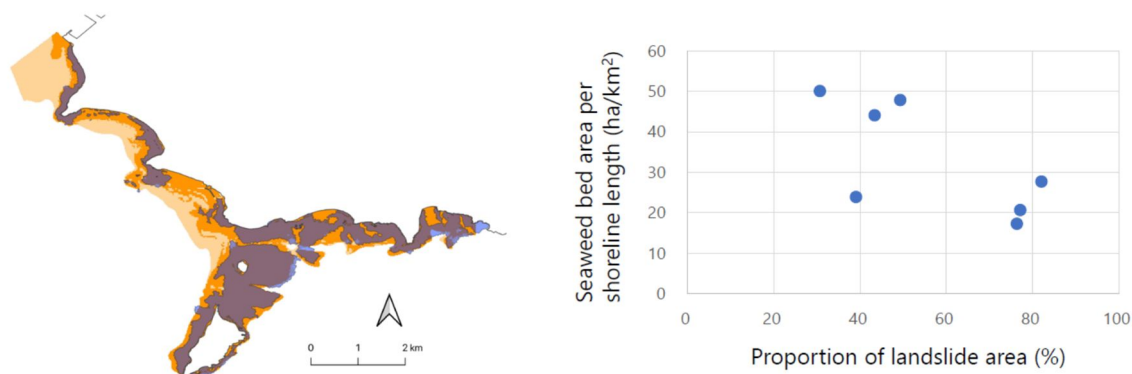 0 1 2 km
Seaweed bed area per
shoreline length (ha/km²)
60
50
40
30
20
10
0
0 20 40 60 80 100
Proportion of landslide area (%)